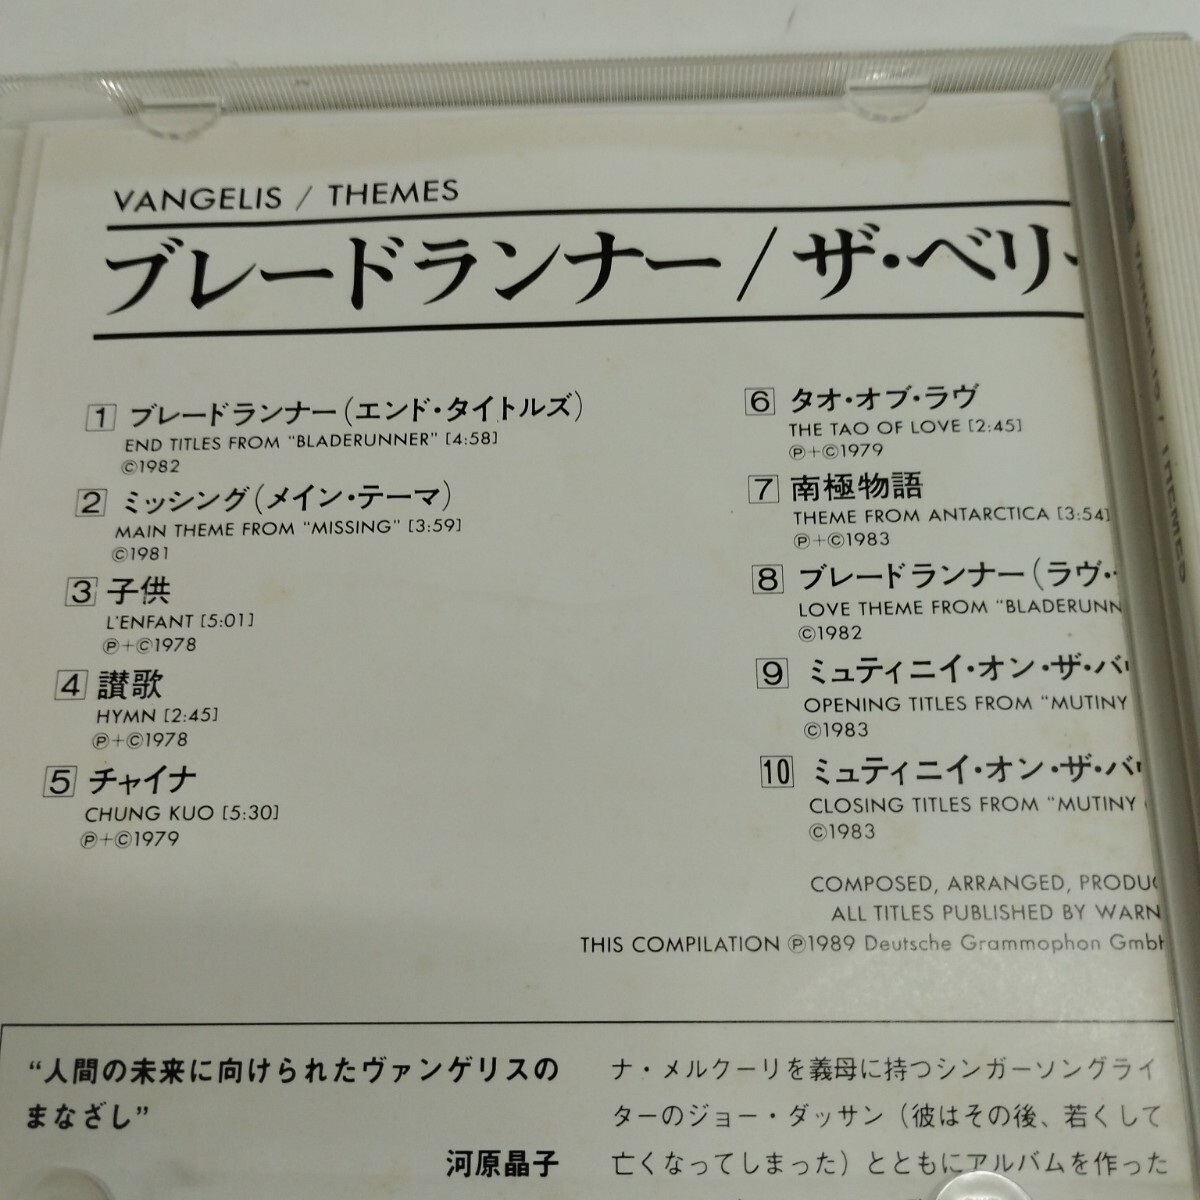 VANGELIS / THEMES
ブレードランナー/ザ・ベリー
1 ブレードランナー(エンド・タイトルズ)
END TITLES FROM "BLADERUNNER" [4:58]
©1982
2 ミッシング(メイン・テーマ)
MAIN THEME FROM "MISSING" [3:59]
©1981
3 子供
L'ENFANT [5:01]
℗+©1978
4 讃歌
HYMN [2:45]
℗+©1978
5 チャイナ
CHUNG KUO [5:30]
℗+©1979
6 タオ・オブ・ラヴ
THE TAO OF LOVE [2:45]
℗+©1979
7 南極物語
THEME FROM ANTARCTICA [3:54]
℗+©1983
8 ブレードランナー(ラヴ・
LOVE THEME FROM "BLADERUNN
©1982
9 ミュティニイ・オン・ザ・バ
OPENING TITLES FROM "MUTINY
©1983
10 ミュティニイ・オン・ザ・バ
CLOSING TITLES FROM "MUTINY
©1983
COMPOSED, ARRANGED, PRODUC
ALL TITLES PUBLISHED BY WARN
THIS COMPILATION ℗1989 Deutsche Grammophon GmbH
"人間の未来に向けられたヴァンゲリスの
まなざし"
河原晶子
ナ・メルクーリを義母に持つシンガーソングライ
ターのジョー・ダッサン（彼はその後、若くして
亡くなってしまった）とともにアルバムを作った
VANGELIS / THEMES